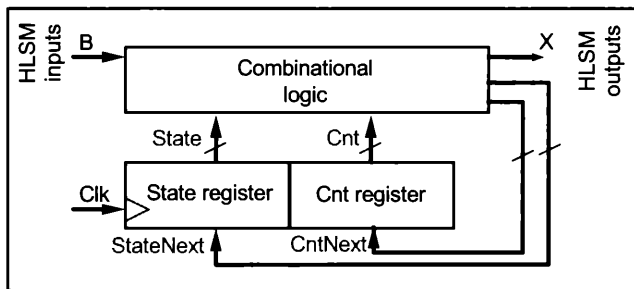 HLSM
inputs
B
Combinational
logic
X
HLSM
outputs
State
Cnt
Clk
State register
Cnt register
StateNext
CntNext